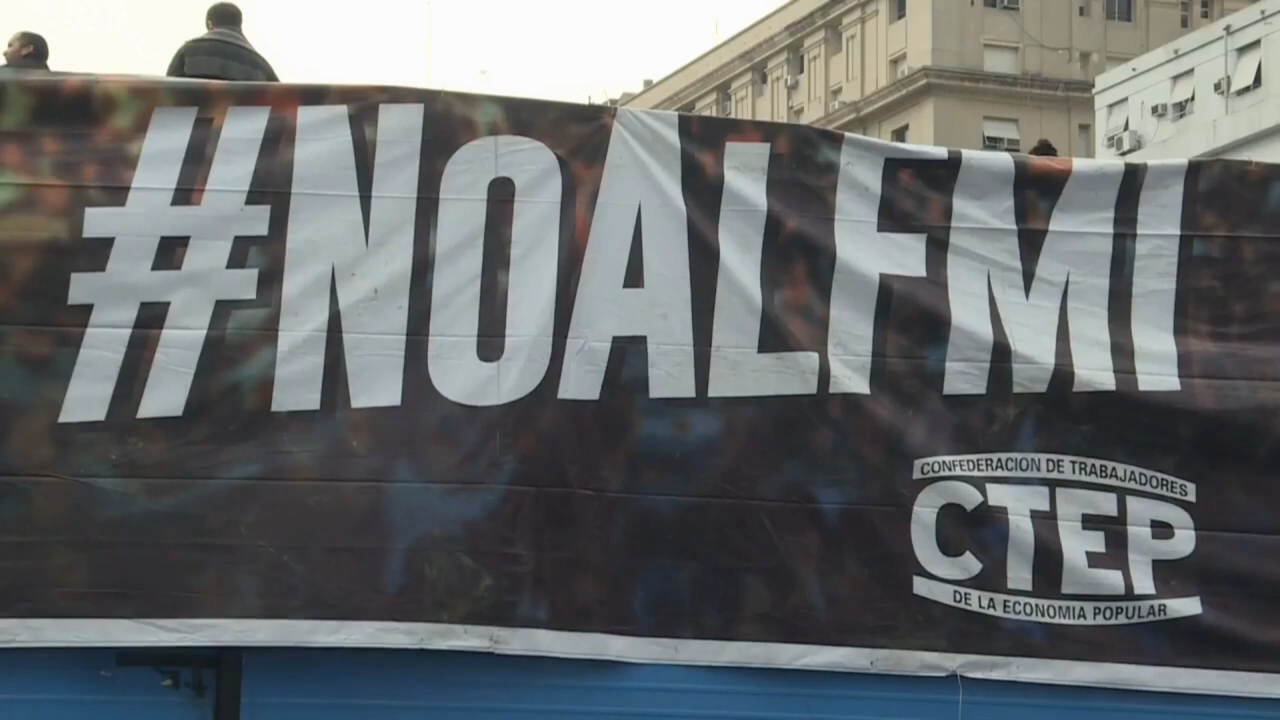 #NOALFMI
CONFEDERACION DE TRABAJADORES
CTEP
DE LA ECONOMIA POPULAR